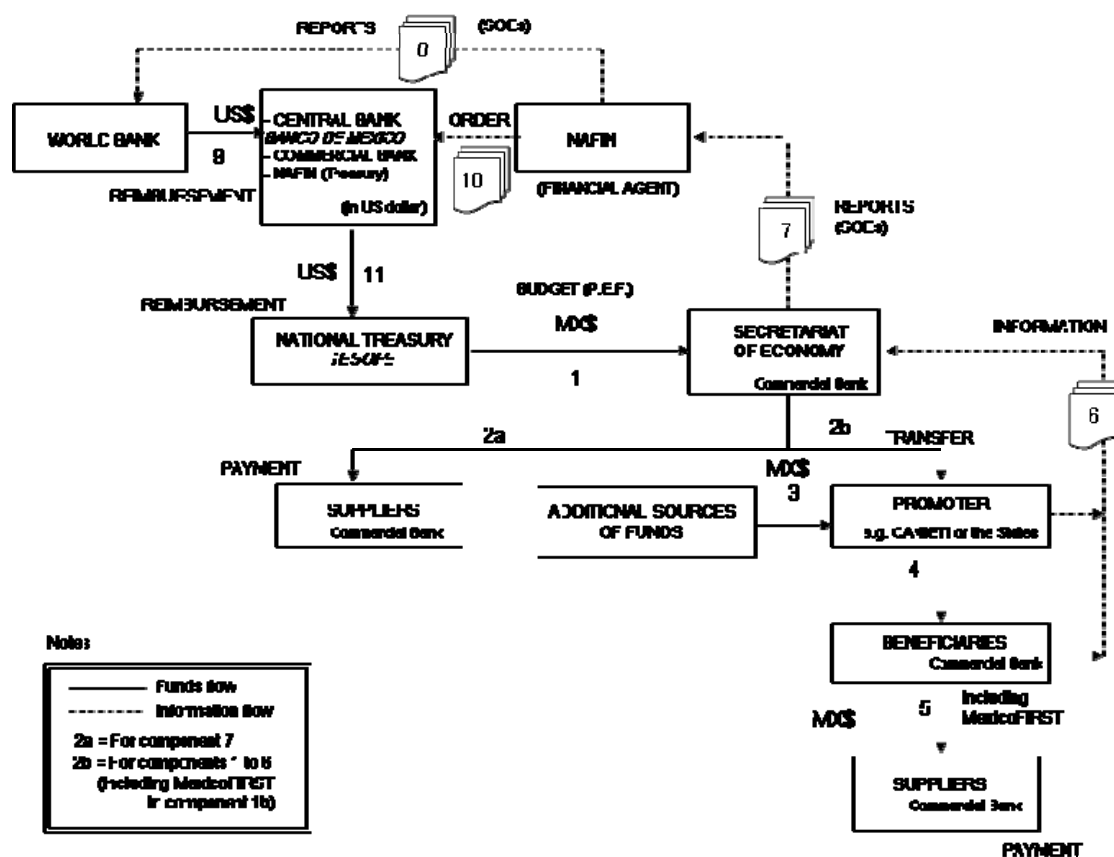 REPORTS (SOEs)
0
WORLD BANK
US$
9
REIMBURSEMENT
CENTRAL BANK
BANCO DE MEXICO
COMMERCIAL BANK
NAFIN (Treasury)
(in US dollar)
ORDER
10
NAFIN
(FINANCIAL AGENT)
7
REPORTS
(SOEs)
US$ 11
REIMBURSEMENT
BUDGET (P.E.F.)
MX$
NATIONAL TREASURY
TESOFE
1
SECRETARIAT
OF ECONOMY
Commercial Bank
INFORMATION
6
2a
2b
TRANSFER
PAYMENT
MX$
3
SUPPLIERS
Commercial Bank
ADDITIONAL SOURCES
OF FUNDS
PROMOTER
e.g. CANIETI or the States
4
BENEFICIARIES
Commercial Bank
MX$
5
Including
MexicoFIRST
SUPPLIERS
Commercial Bank
PAYMENT
Notes
Funds flow
Information flow
2a = For component 7
2b = For components 1 to 6
(Including MexicoFIRST
in component 1b)